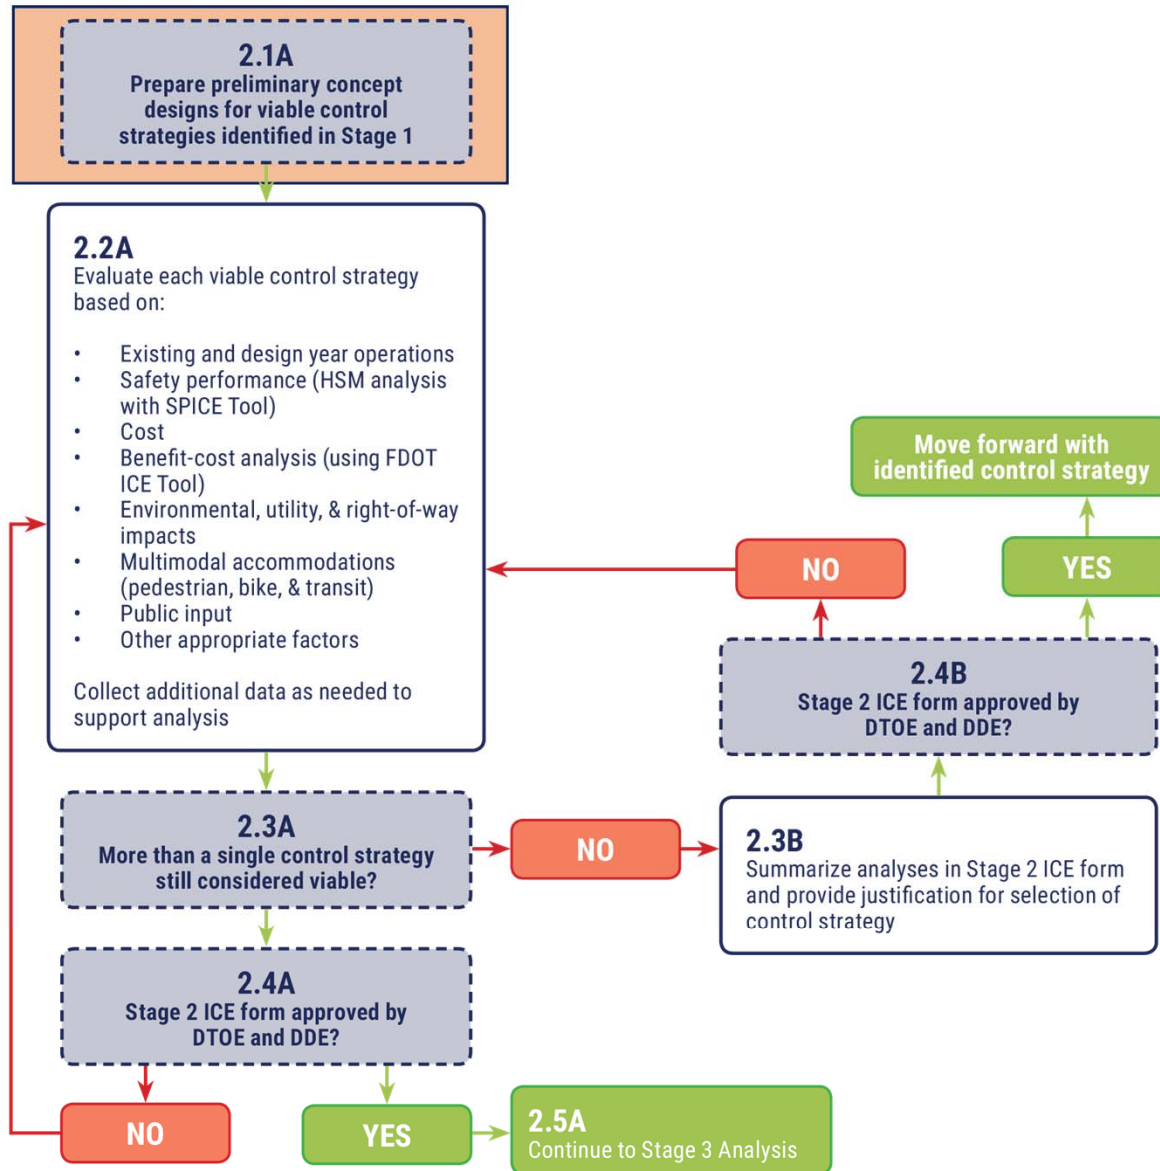 2.1A
Prepare preliminary concept
designs for viable control
strategies identified in Stage 1
2.2A
Evaluate each viable control strategy
based on:
• Existing and design year operations
• Safety performance (HSM analysis
with SPICE Tool)
• Cost
• Benefit-cost analysis (using FDOT
ICE Tool)
• Environmental, utility, & right-of-way
impacts
• Multimodal accommodations
(pedestrian, bike, & transit)
• Public input
• Other appropriate factors
Collect additional data as needed to
support analysis
2.3A
More than a single control strategy
still considered viable?
NO
2.3B
Summarize analyses in Stage 2 ICE form
and provide justification for selection of
control strategy
2.4B
Stage 2 ICE form approved by
DTOE and DDE?
NO
YES
Move forward with
identified control strategy
2.4A
Stage 2 ICE form approved by
DTOE and DDE?
NO
YES
2.5A
Continue to Stage 3 Analysis